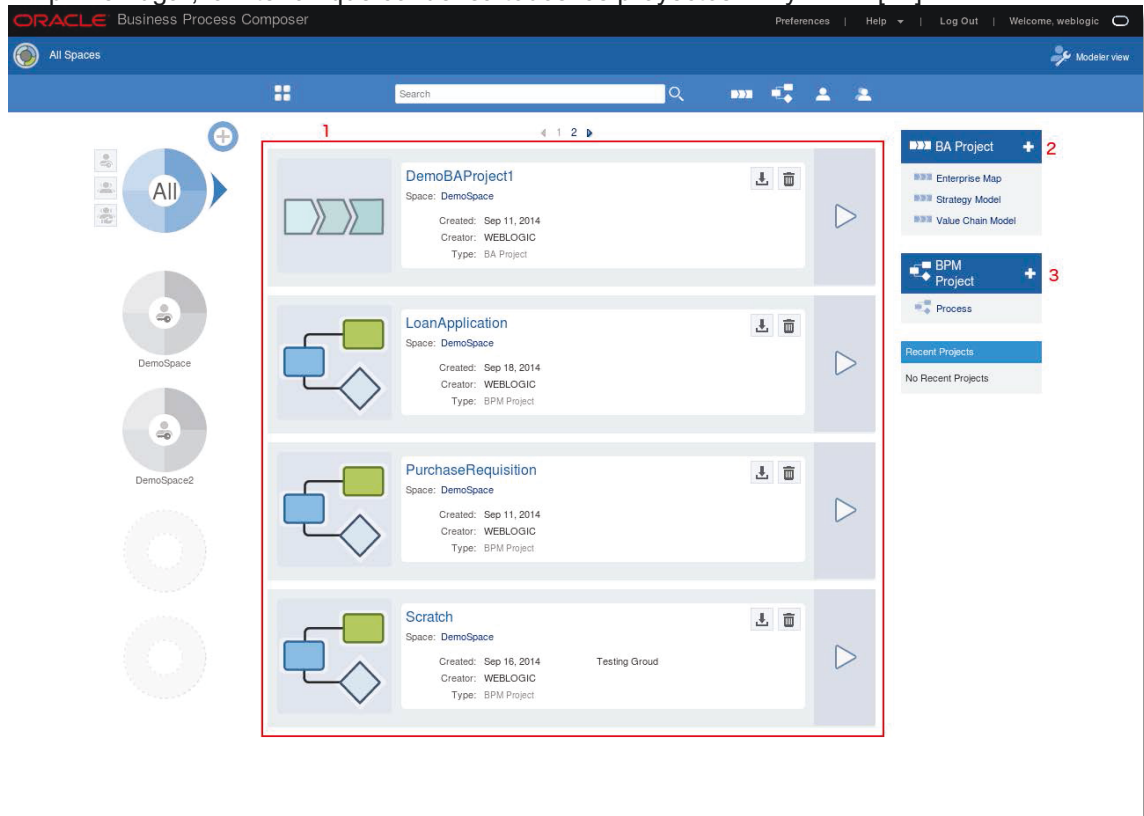 ORACLE Business Process Composer
Preferences | Help | Log Out | Welcome, weblogic
All Spaces
Modeler view
Search
1
1 2
All
DemoSpace
DemoSpace2
DemoBAProject1
Space: DemoSpace
Created: Sep 11, 2014
Creator: WEBLOGIC
Type: BA Project
LoanApplication
Space: DemoSpace
Created: Sep 18, 2014
Creator: WEBLOGIC
Type: BPM Project
PurchaseRequisition
Space: DemoSpace
Created: Sep 11, 2014
Creator: WEBLOGIC
Type: BPM Project
Scratch
Space: DemoSpace
Created: Sep 16, 2014 Testing Groud
Creator: WEBLOGIC
Type: BPM Project
BA Project 2
Enterprise Map
Strategy Model
Value Chain Model
BPM
Project 3
Process
Recent Projects
No Recent Projects